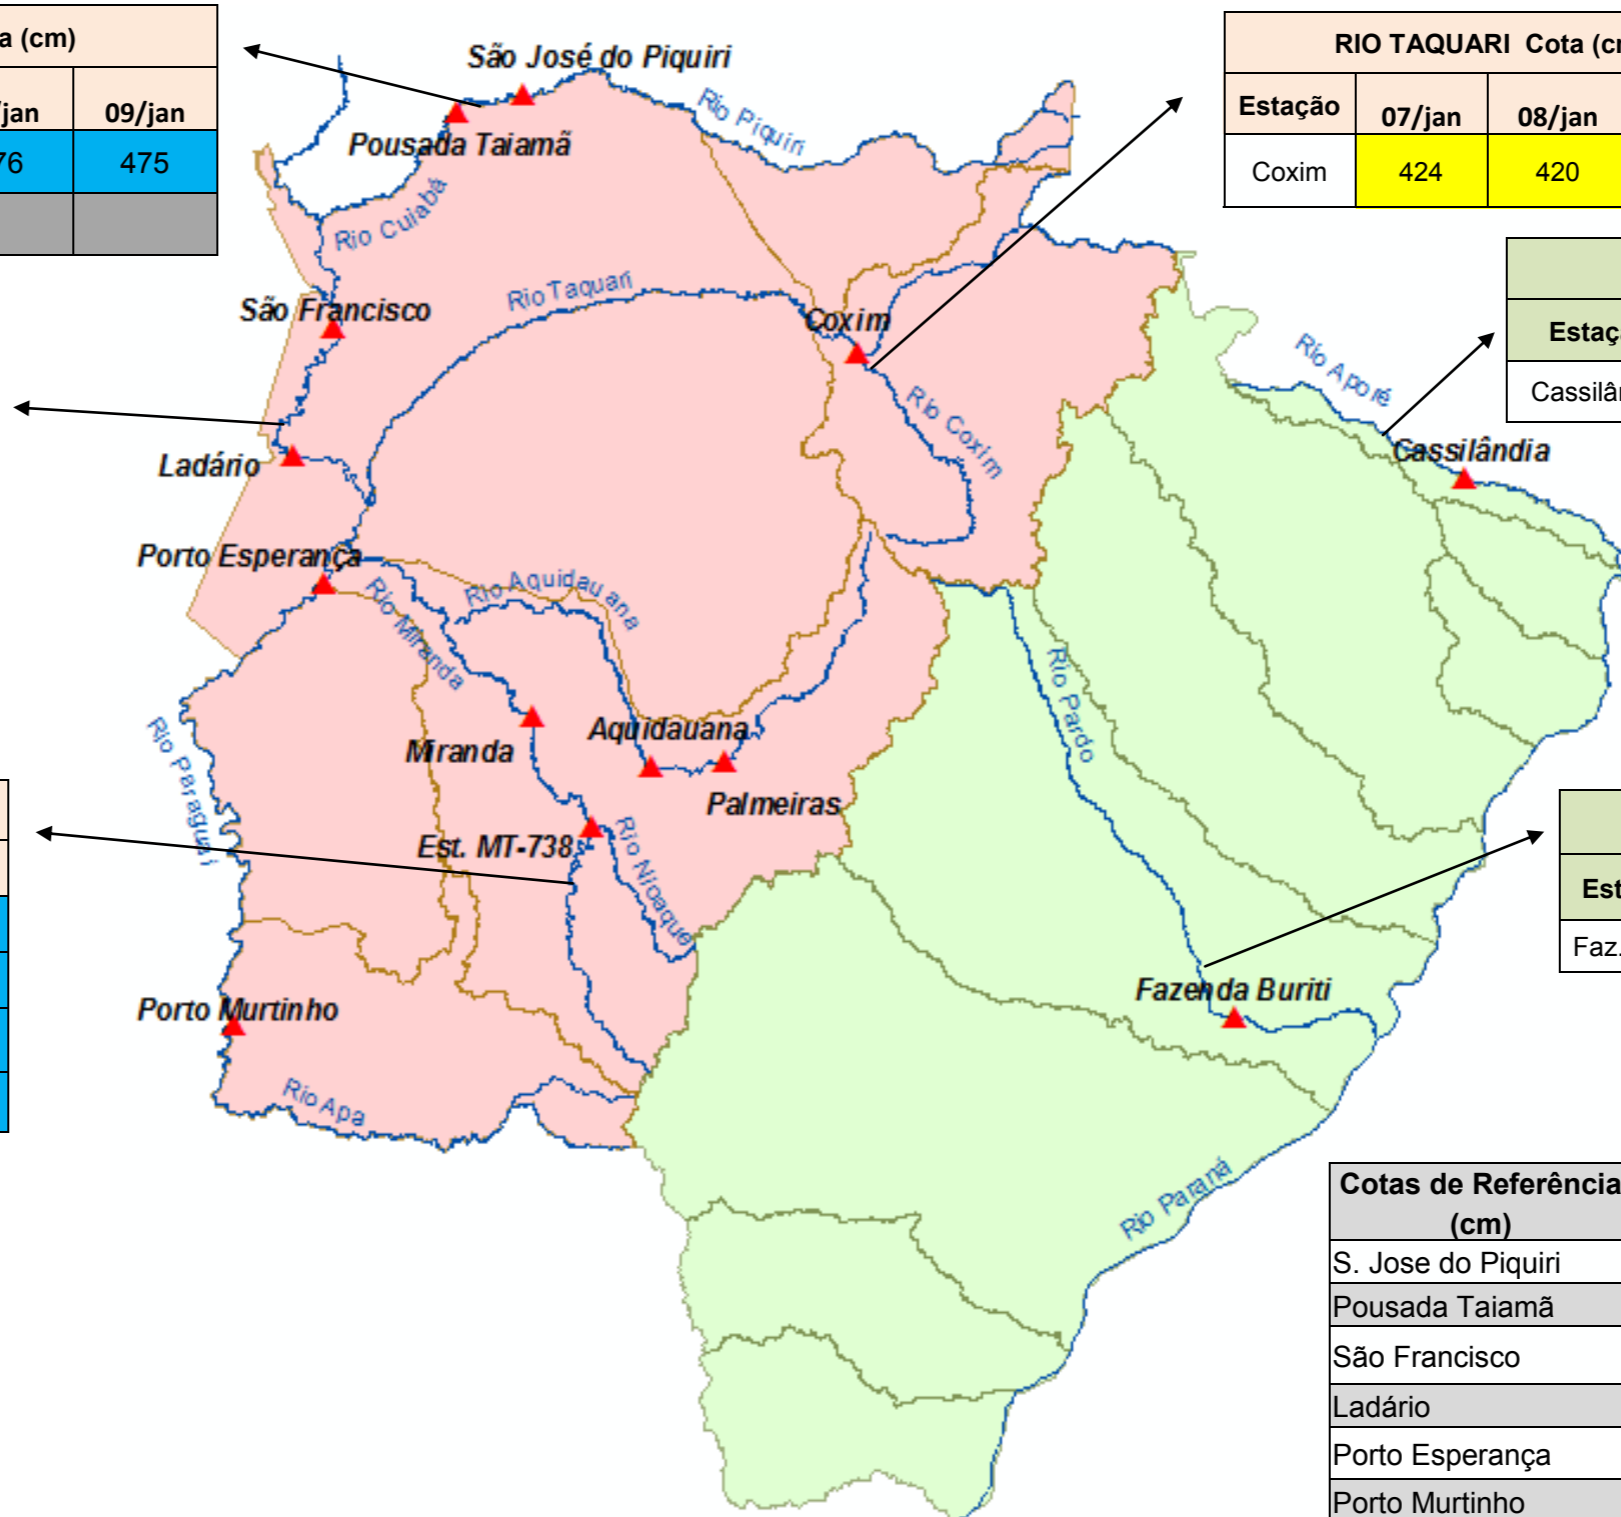 a (cm)
/jan 09/jan
76 475
São José do Piquiri
Pousada Taiamã
Rio Piquiri
Rio Cuiabá
RIO TAQUARI Cota (c
Estação 07/jan 08/jan
Coxim 424 420
São Francisco
Rio Taquari
Coxim
Rio Coxim
Rio Aporé
Estaç
Cassilâ
Cassilândia
Ladário
Porto Esperança
Rio Miranda
Rio Aquidauana
Rio Pardo
Rio Paraguai
Miranda
Aquidauana
Palmeiras
Est. MT-738
Rio Nioaque
Est
Faz.
Fazenda Buriti
Porto Murtinho
Rio Apa
Rio Paraná
Cotas de Referência
(cm)
S. Jose do Piquiri
Pousada Taiamã
São Francisco
Ladário
Porto Esperança
Porto Murtinho